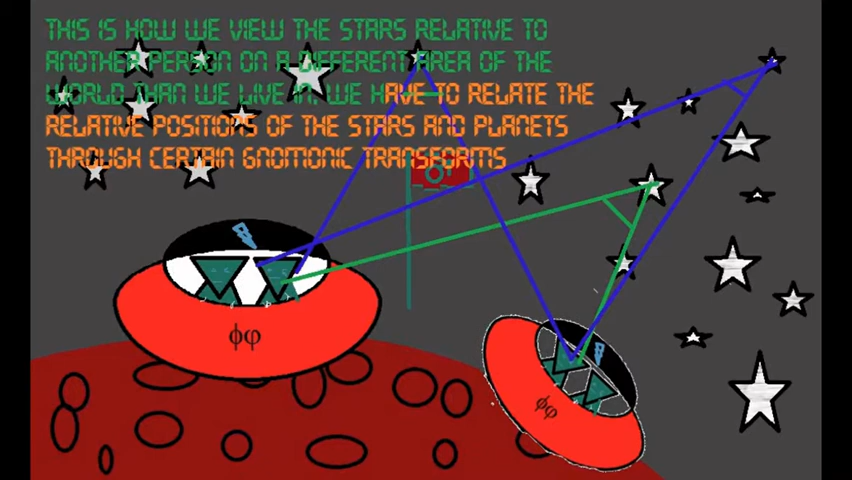 THIS IS HOW WE VIEW THE STARS RELATIVE TO
ANOTHER PERSON ON A DIFFERENT AREA OF THE
WORLD THAN WE LIVE IN. WE HAVE TO RELATE THE
RELATIVE POSITIONS OF THE STARS AND PLANETS
THROUGH CERTAIN GNOMONIC TRANSFORMS
ϕφ
ϕφ